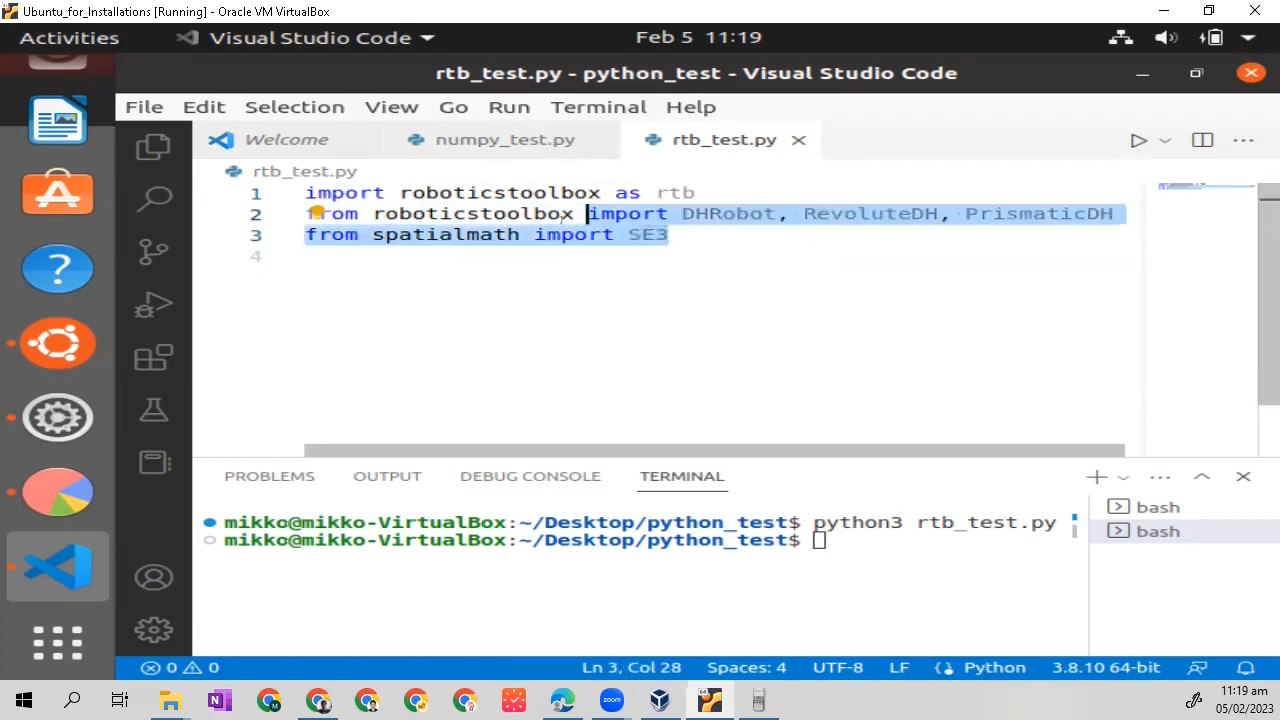 Ubuntu_for_Installations [Running] - Oracle VM VirtualBox
Activities Visual Studio Code Feb 5 11:19
rtb_test.py - python_test - Visual Studio Code
File Edit Selection View Go Run Terminal Help
Welcome numpy_test.py rtb_test.py
rtb_test.py
1 import roboticstoolbox as rtb
2 from roboticstoolbox import DHRobot, RevoluteDH, PrismaticDH
3 from spatialmath import SE3
4
PROBLEMS OUTPUT DEBUG CONSOLE TERMINAL
mikko@mikko-VirtualBox:~/Desktop/python_test$ python3 rtb_test.py
mikko@mikko-VirtualBox:~/Desktop/python_test$
bash
bash
0 0 Ln 3, Col 28 Spaces: 4 UTF-8 LF Python 3.8.10 64-bit
zoom
11:19 am
05/02/2023